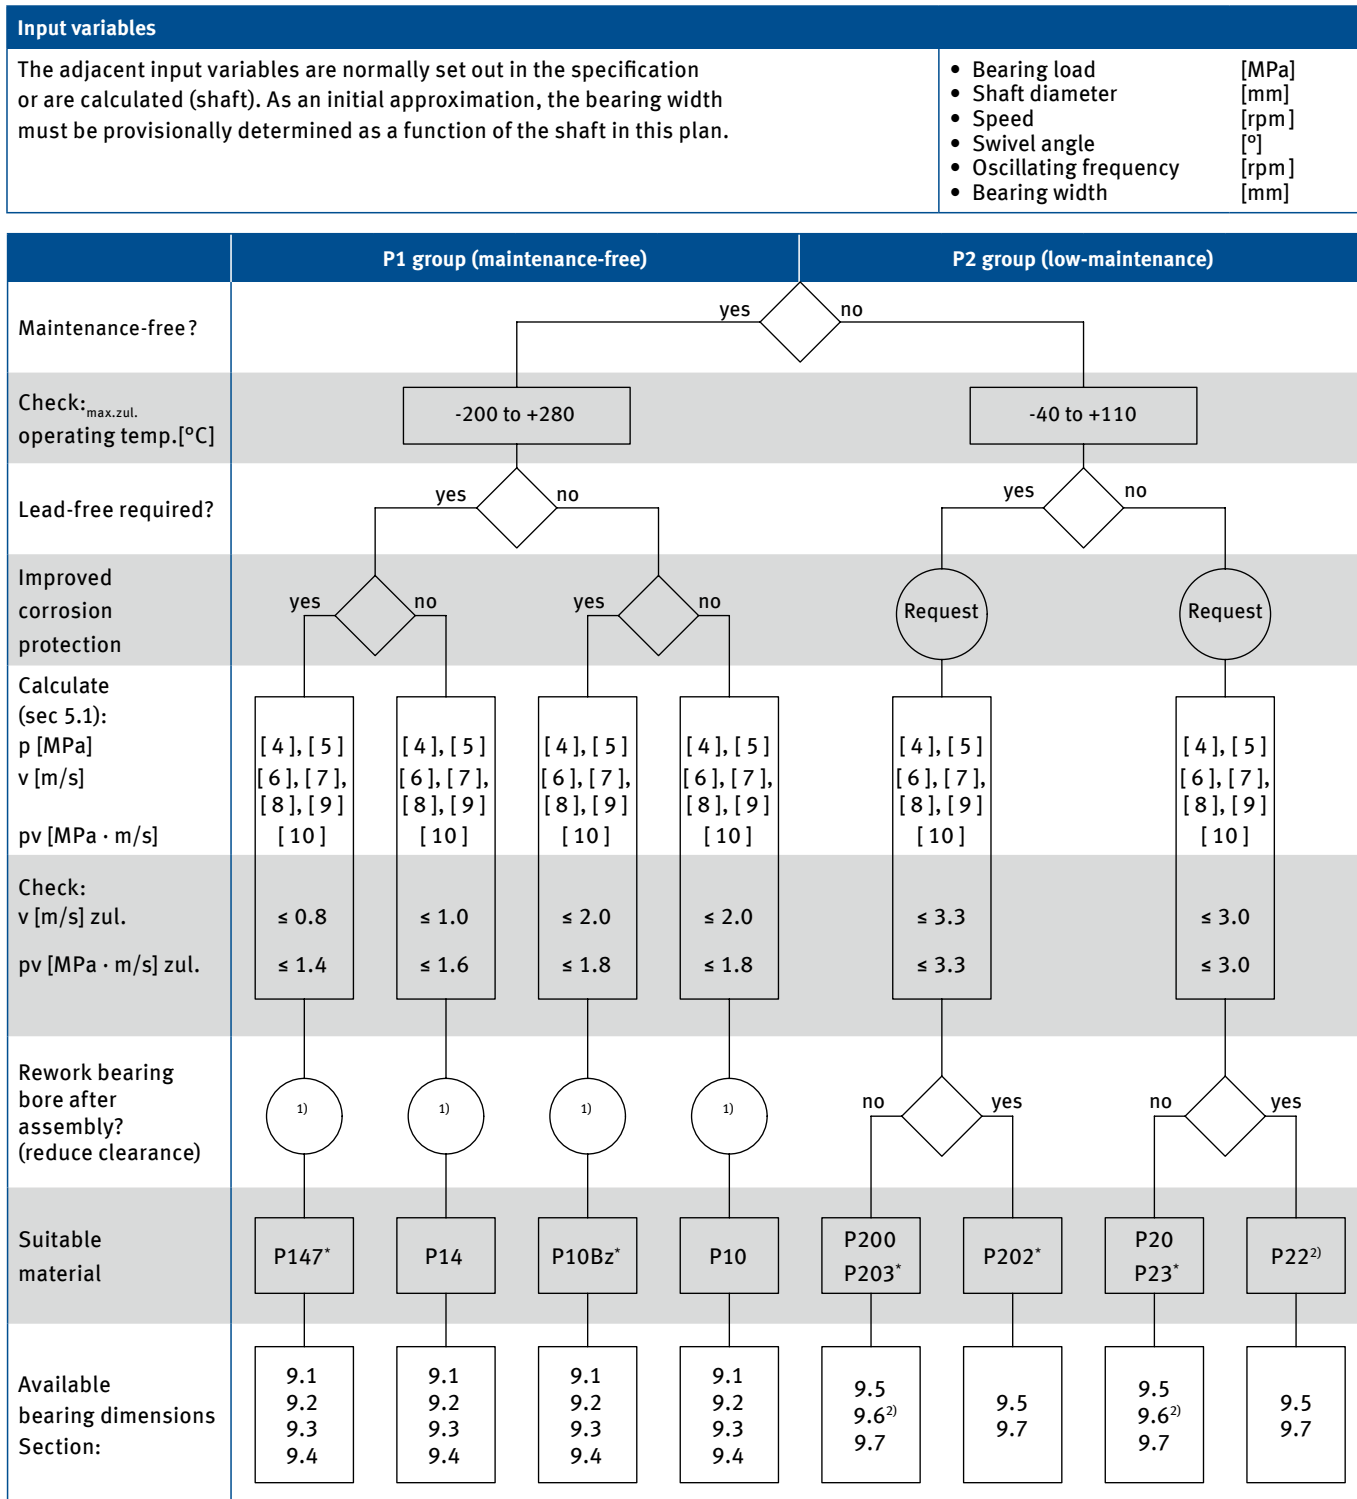 Input variables
The adjacent input variables are normally set out in the specification
or are calculated (shaft). As an initial approximation, the bearing width
must be provisionally determined as a function of the shaft in this plan.
• Bearing load [MPa]
• Shaft diameter [mm]
• Speed [rpm]
• Swivel angle [°]
• Oscillating frequency [rpm]
• Bearing width [mm]
P1 group (maintenance-free) P2 group (low-maintenance)
Maintenance-free? yes no
Check:max.zul.
operating temp.[°C]
-200 to +280 -40 to +110
Lead-free required? yes no yes no
Improved
corrosion
protection
yes no yes no Request Request
Calculate
(sec 5.1):
p [MPa] [4], [5] [4], [5] [4], [5] [4], [5] [4], [5] [4], [5]
v [m/s] [6], [7], [6], [7], [6], [7], [6], [7], [6], [7], [6], [7],
[8], [9] [8], [9] [8], [9] [8], [9] [8], [9] [8], [9]
pv [MPa · m/s] [10] [10] [10] [10] [10] [10]
Check:
v [m/s] zul. ≤ 0.8 ≤ 1.0 ≤ 2.0 ≤ 2.0 ≤ 3.3 ≤ 3.0
pv [MPa · m/s] zul. ≤ 1.4 ≤ 1.6 ≤ 1.8 ≤ 1.8 ≤ 3.3 ≤ 3.0
Rework bearing
bore after
assembly?
(reduce clearance)
1) 1) 1) 1) no yes no yes
Suitable
material
P147* P14 P10Bz* P10 P200
P203* P202* P20
P23* P222)
Available
bearing dimensions
Section:
9.1 9.1 9.1 9.1 9.5 9.5 9.5 9.5
9.2 9.2 9.2 9.2 9.62) 9.7 9.62) 9.7
9.3 9.3 9.3 9.3 9.7 9.7
9.4 9.4 9.4 9.4